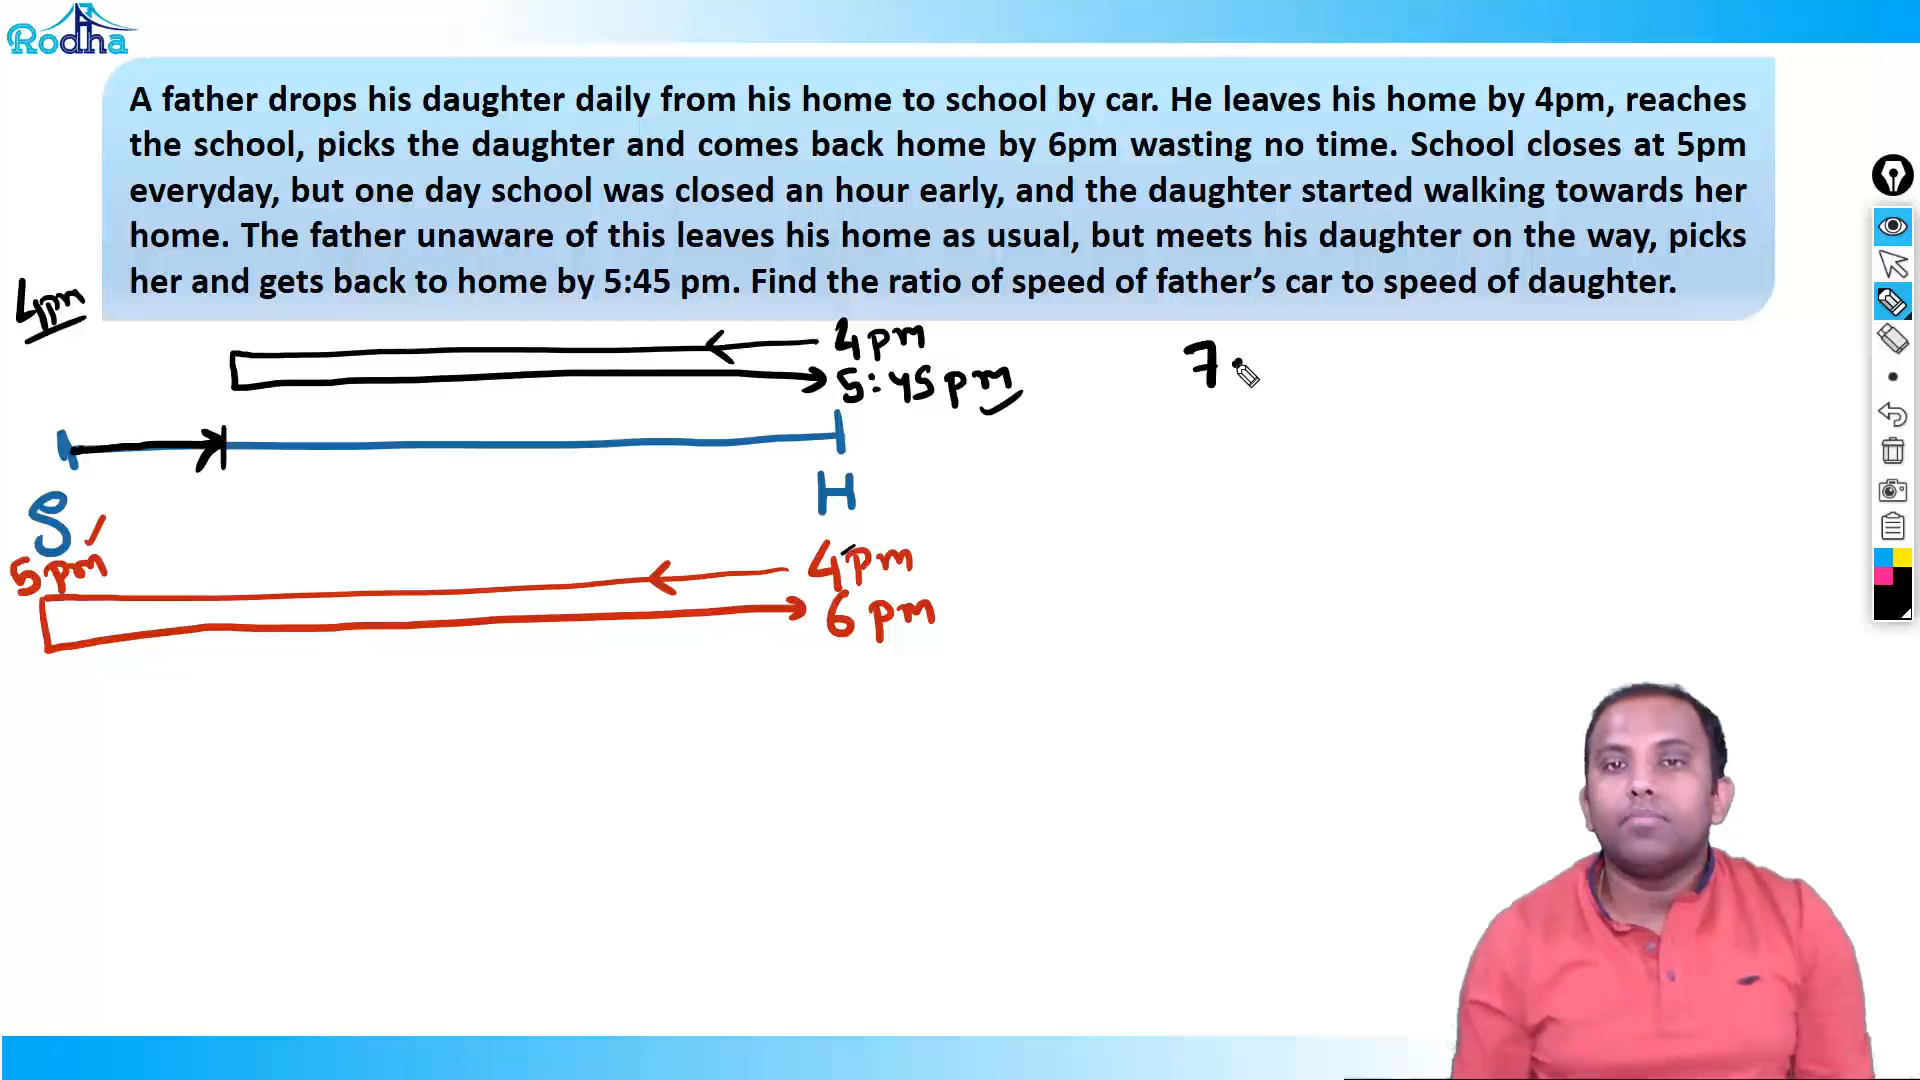 Rodha
A father drops his daughter daily from his home to school by car. He leaves his home by 4pm, reaches
the school, picks the daughter and comes back home by 6pm wasting no time. School closes at 5pm
everyday, but one day school was closed an hour early, and the daughter started walking towards her
home. The father unaware of this leaves his home as usual, but meets his daughter on the way, picks
her and gets back to home by 5:45 pm. Find the ratio of speed of father's car to speed of daughter.
4pm
4pm
5:45pm
7:
S
H
5pm
4pm
6pm